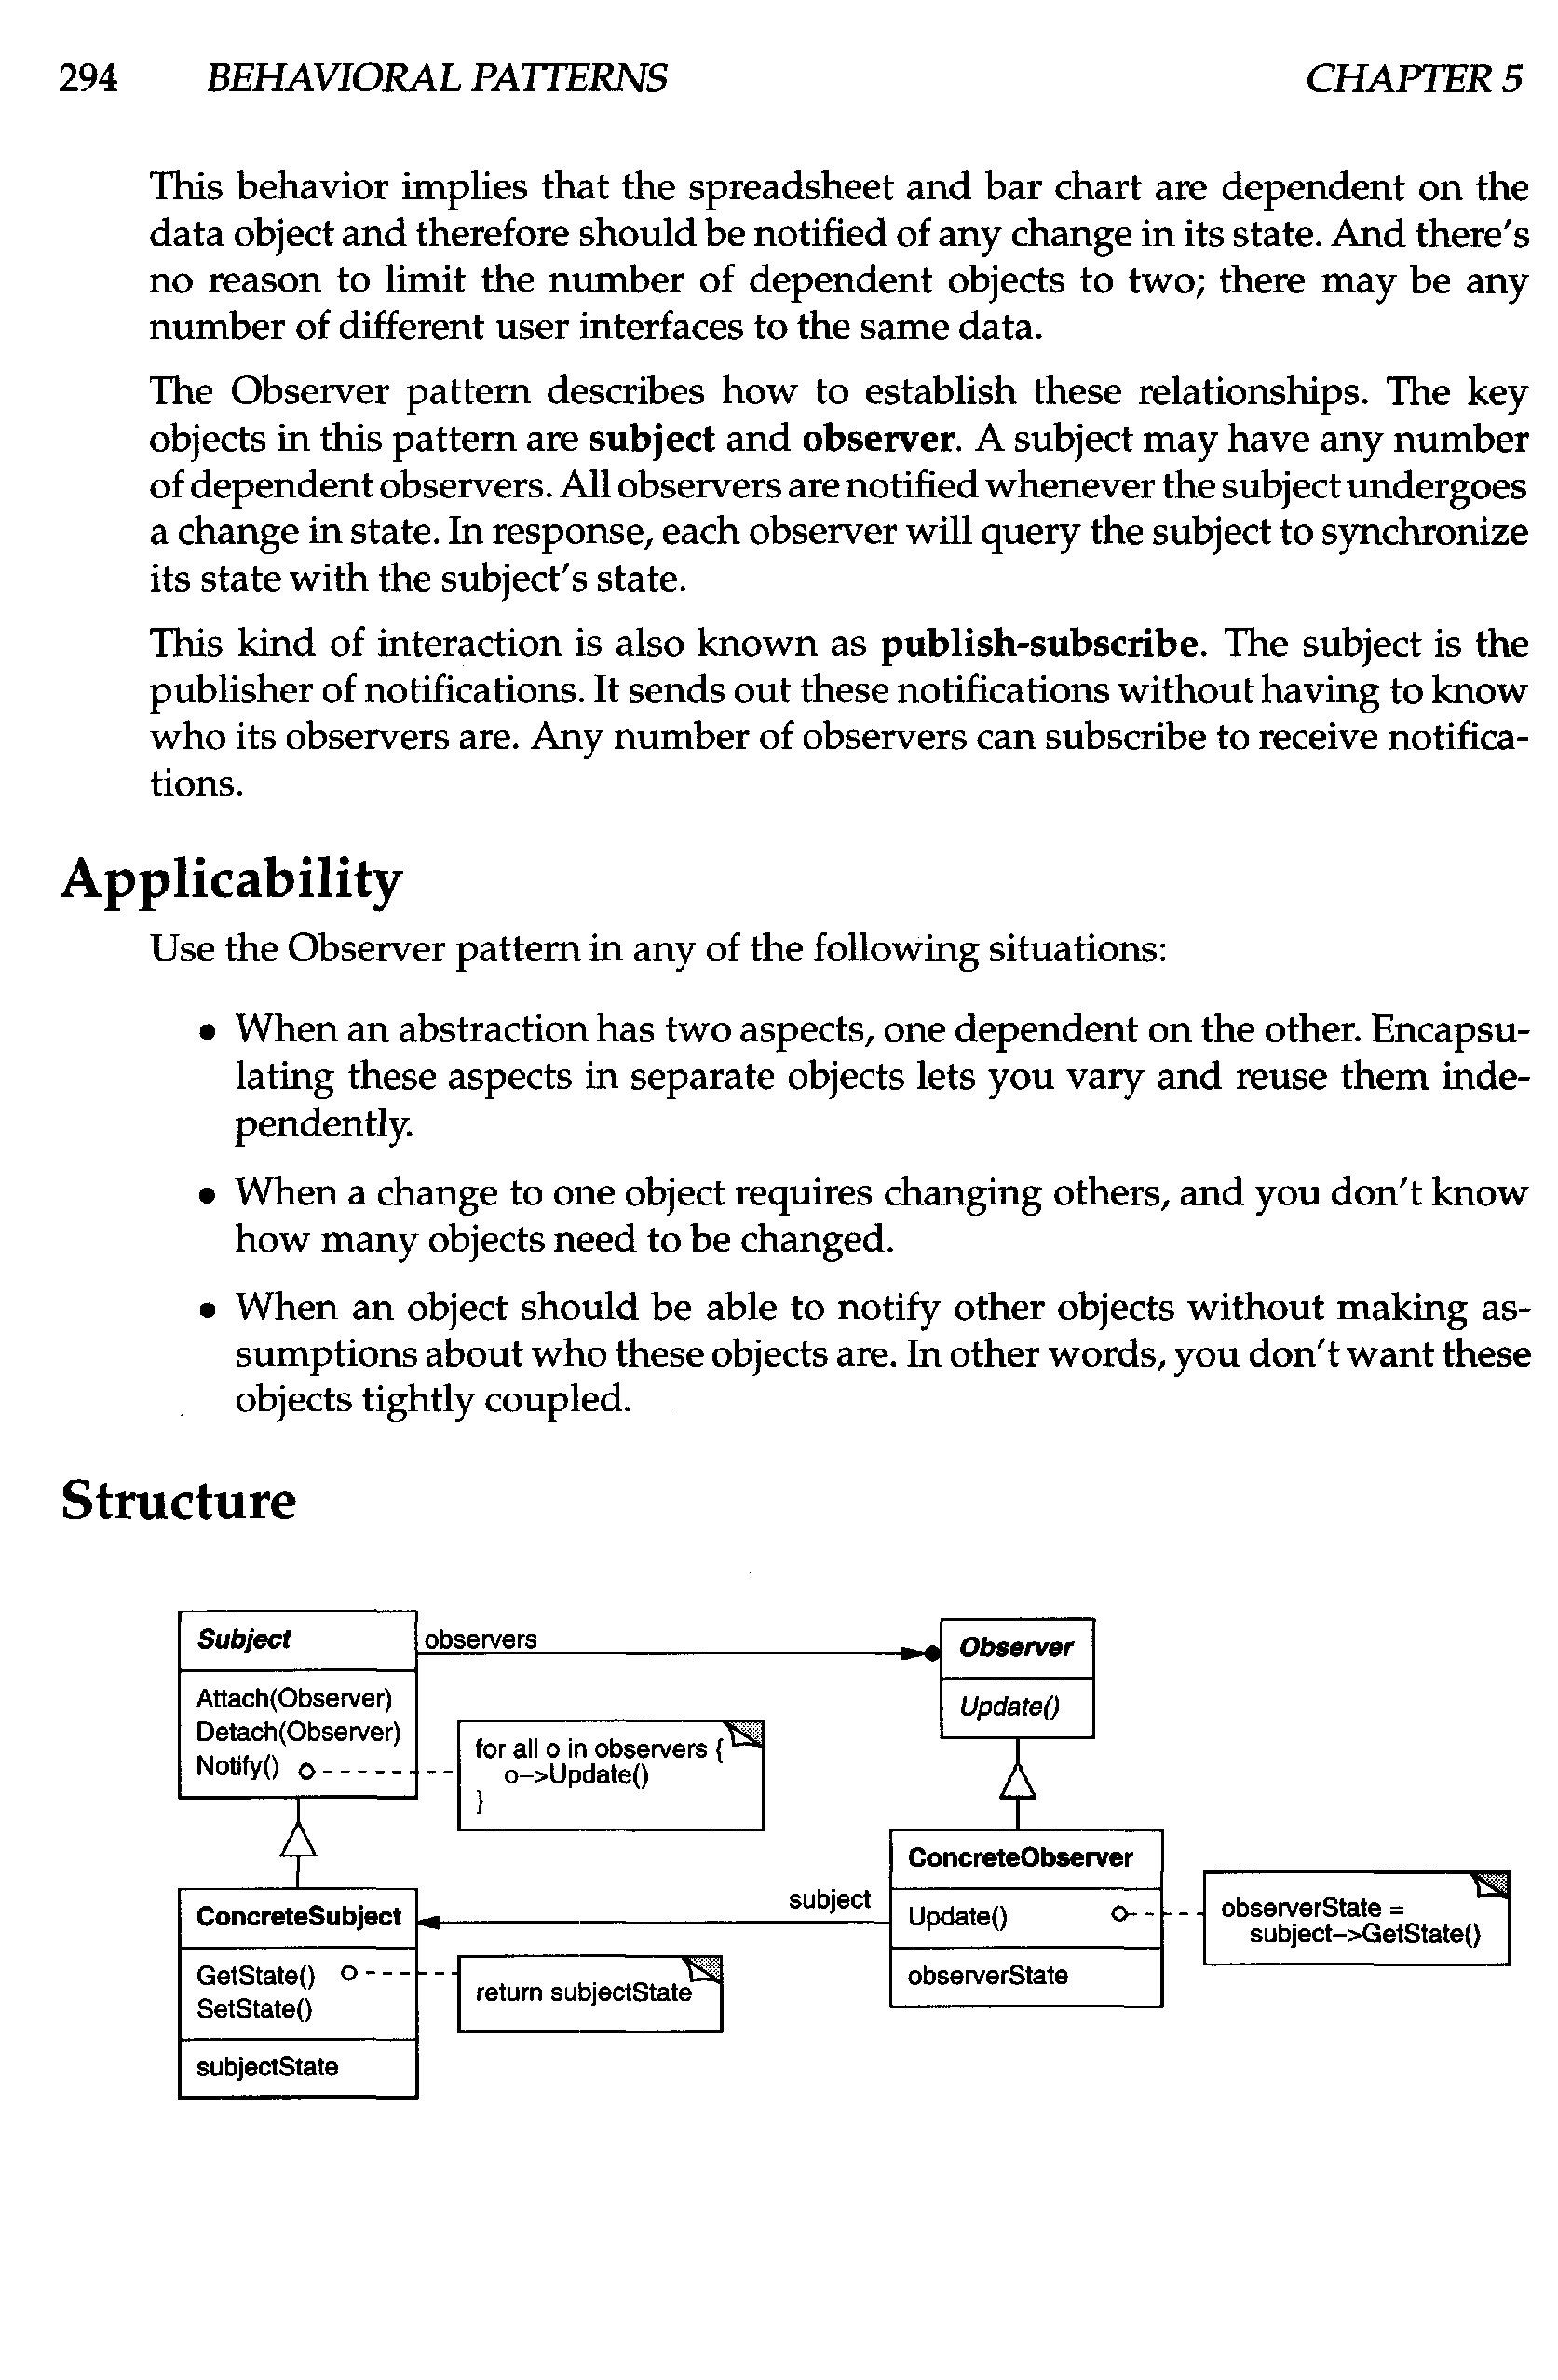 294 BEHAVIORAL PATTERNS CHAPTER 5
This behavior implies that the spreadsheet and bar chart are dependent on the
data object and therefore should be notified of any change in its state. And there's
no reason to limit the number of dependent objects to two; there may be any
number of different user interfaces to the same data.
The Observer pattern describes how to establish these relationships. The key
objects in this pattern are subject and observer. A subject may have any number
of dependent observers. All observers are notified whenever the subject undergoes
a change in state. In response, each observer will query the subject to synchronize
its state with the subject's state.
This kind of interaction is also known as publish-subscribe. The subject is the
publisher of notifications. It sends out these notifications without having to know
who its observers are. Any number of observers can subscribe to receive notifica-
tions.
Applicability
Use the Observer pattern in any of the following situations:
• When an abstraction has two aspects, one dependent on the other. Encapsu-
lating these aspects in separate objects lets you vary and reuse them inde-
pendently.
• When a change to one object requires changing others, and you don't know
how many objects need to be changed.
• When an object should be able to notify other objects without making as-
sumptions about who these objects are. In other words, you don't want these
objects tightly coupled.
Structure
Subject
Attach(Observer)
Detach(Observer)
Notify()
observers
for all o in observers {
o->Update()
}
Observer
Update()
ConcreteSubject
GetState()
SetState()
subjectState
return subjectState
subject
ConcreteObserver
Update()
observerState
observerState =
subject->GetState()